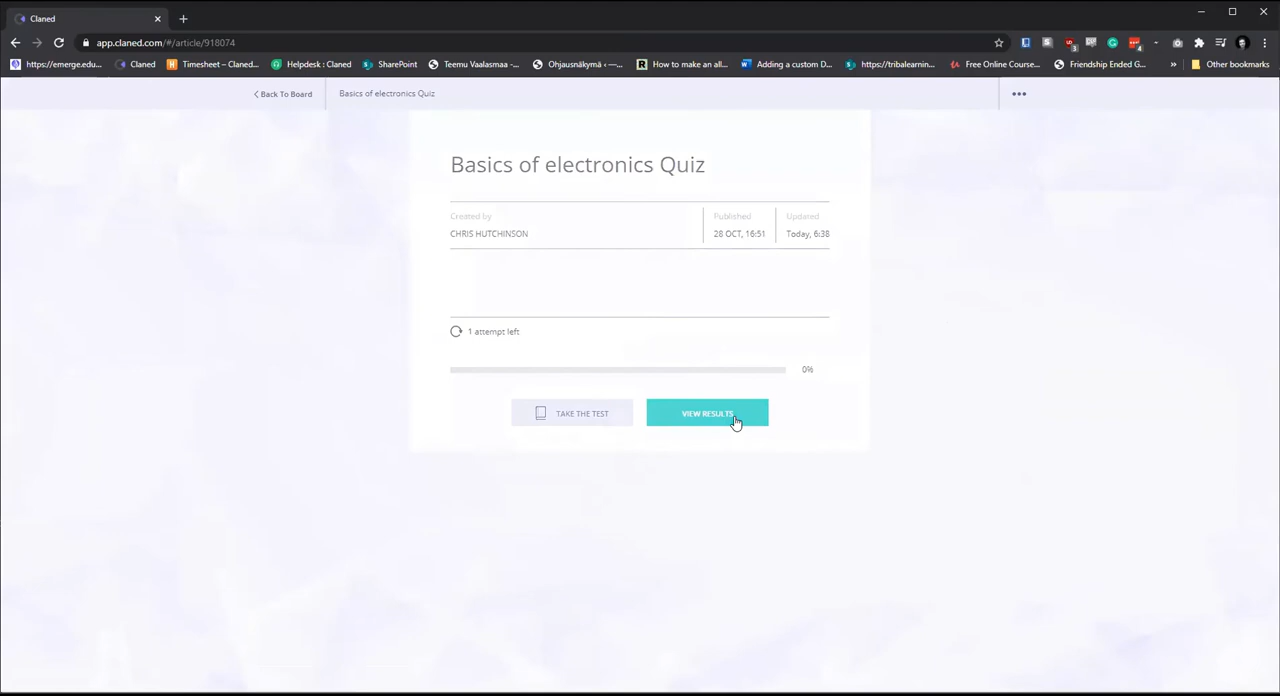 Claned
app.claned.com/#/article/918074
https://emerge.edu...
Claned
Timesheet – Claned...
Helpdesk : Claned
SharePoint
Teemu Vaalasmaa -...
Ohjausnäkymä ‹ —...
How to make an all...
Adding a custom D...
https://tribalearnin...
Free Online Course...
Friendship Ended G...
»
Other bookmarks
Back To Board
Basics of electronics Quiz
Basics of electronics Quiz
Created by
CHRIS HUTCHINSON
Published
28 OCT, 16:51
Updated
Today, 6:38
1 attempt left
0%
TAKE THE TEST
VIEW RESULTS